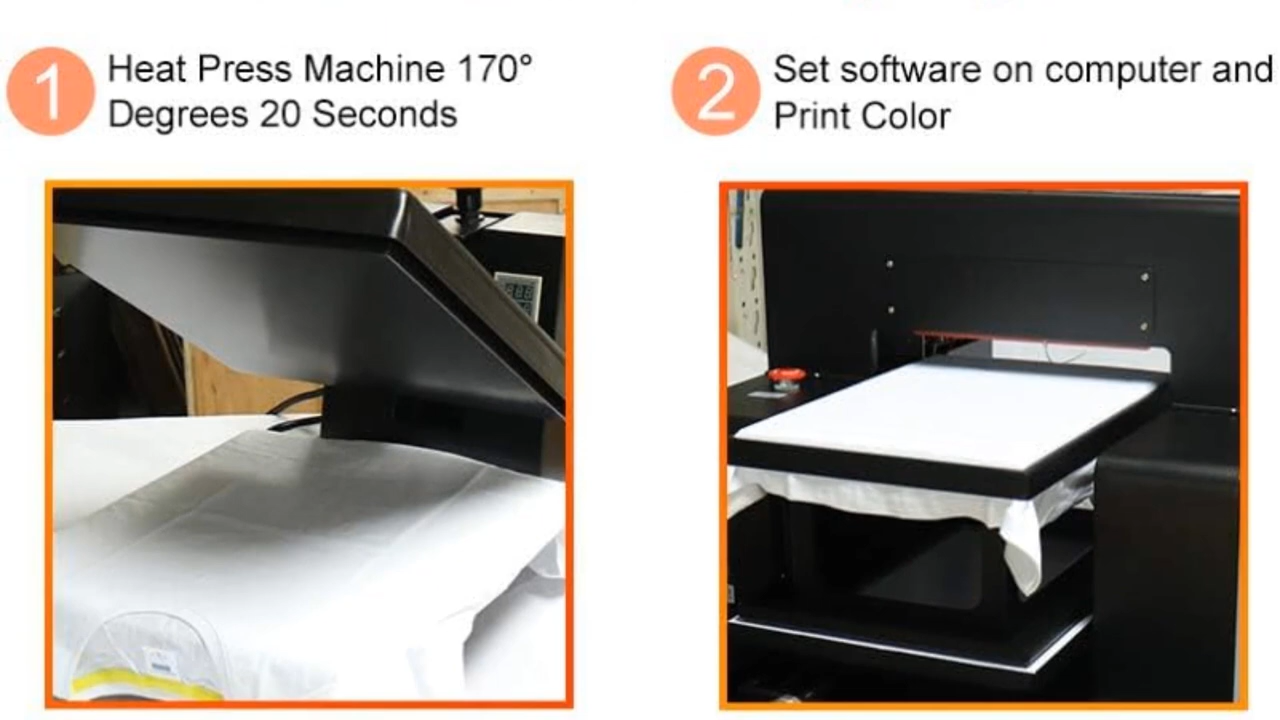 1
Heat Press Machine 170°
Degrees 20 Seconds
2
Set software on computer and
Print Color